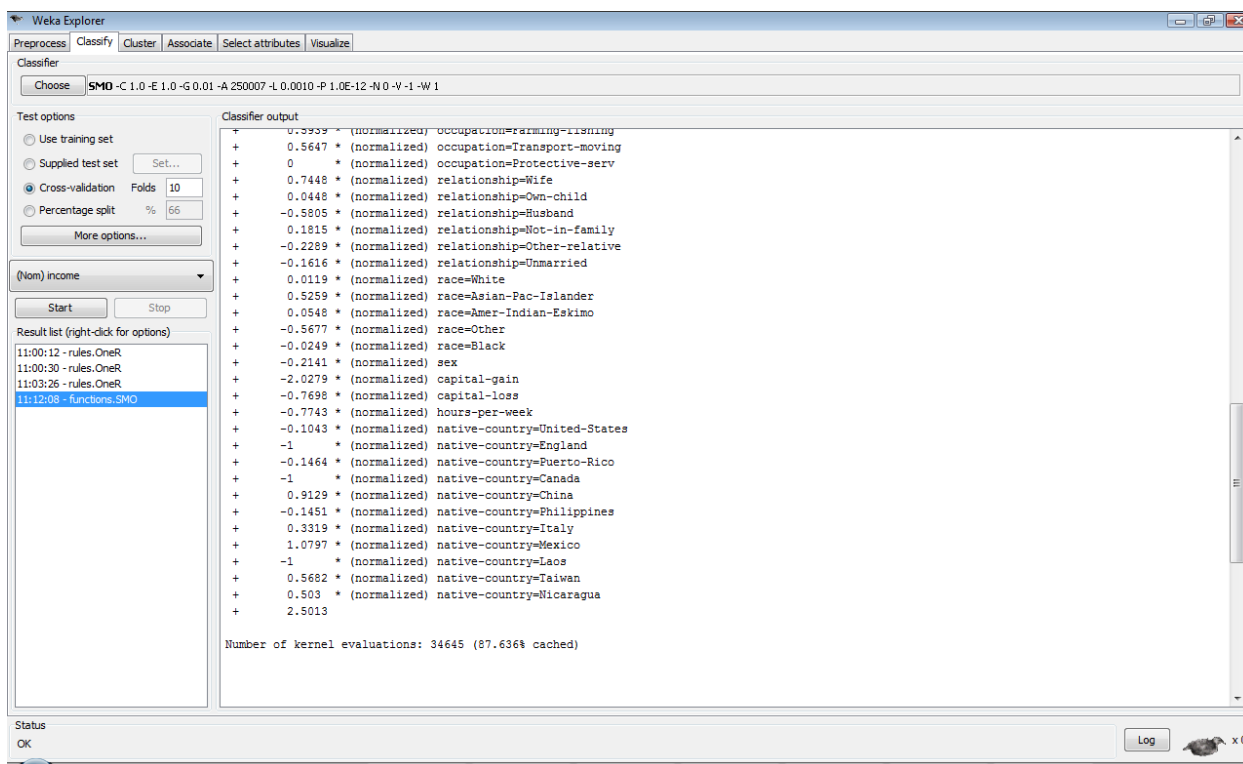 Weka Explorer
Preprocess Classify Cluster Associate Select attributes Visualize
Classifier
Choose SMO -C 1.0 -E 1.0 -G 0.01 -A 250007 -L 0.0010 -P 1.0E-12 -N 0 -V -1 -W 1
Test options
Use training set
Supplied test set Set...
Cross-validation Folds 10
Percentage split % 66
More options...
(Nom) income
Start Stop
Result list (right-click for options)
11:00:12 - rules.OneR
11:00:30 - rules.OneR
11:03:26 - rules.OneR
11:12:08 - functions.SMO
Classifier output
+ 0.5939 * (normalized) occupation=Farming-fishing
+ 0.5647 * (normalized) occupation=Transport-moving
+ 0 * (normalized) occupation=Protective-serv
+ 0.7448 * (normalized) relationship=Wife
+ 0.0448 * (normalized) relationship=Own-child
+ -0.5805 * (normalized) relationship=Husband
+ 0.1815 * (normalized) relationship=Not-in-family
+ -0.2289 * (normalized) relationship=Other-relative
+ -0.1616 * (normalized) relationship=Unmarried
+ 0.0119 * (normalized) race=White
+ 0.5259 * (normalized) race=Asian-Pac-Islander
+ 0.0548 * (normalized) race=Amer-Indian-Eskimo
+ -0.5677 * (normalized) race=Other
+ -0.0249 * (normalized) race=Black
+ -0.2141 * (normalized) sex
+ -2.0279 * (normalized) capital-gain
+ -0.7698 * (normalized) capital-loss
+ -0.7743 * (normalized) hours-per-week
+ -0.1043 * (normalized) native-country=United-States
+ -1 * (normalized) native-country=England
+ -0.1464 * (normalized) native-country=Puerto-Rico
+ -1 * (normalized) native-country=Canada
+ 0.9129 * (normalized) native-country=China
+ -0.1451 * (normalized) native-country=Philippines
+ 0.3319 * (normalized) native-country=Italy
+ 1.0797 * (normalized) native-country=Mexico
+ -1 * (normalized) native-country=Laos
+ 0.5682 * (normalized) native-country=Taiwan
+ 0.503 * (normalized) native-country=Nicaragua
+ 2.5013
Number of kernel evaluations: 34645 (87.636% cached)
Status
OK
Log x